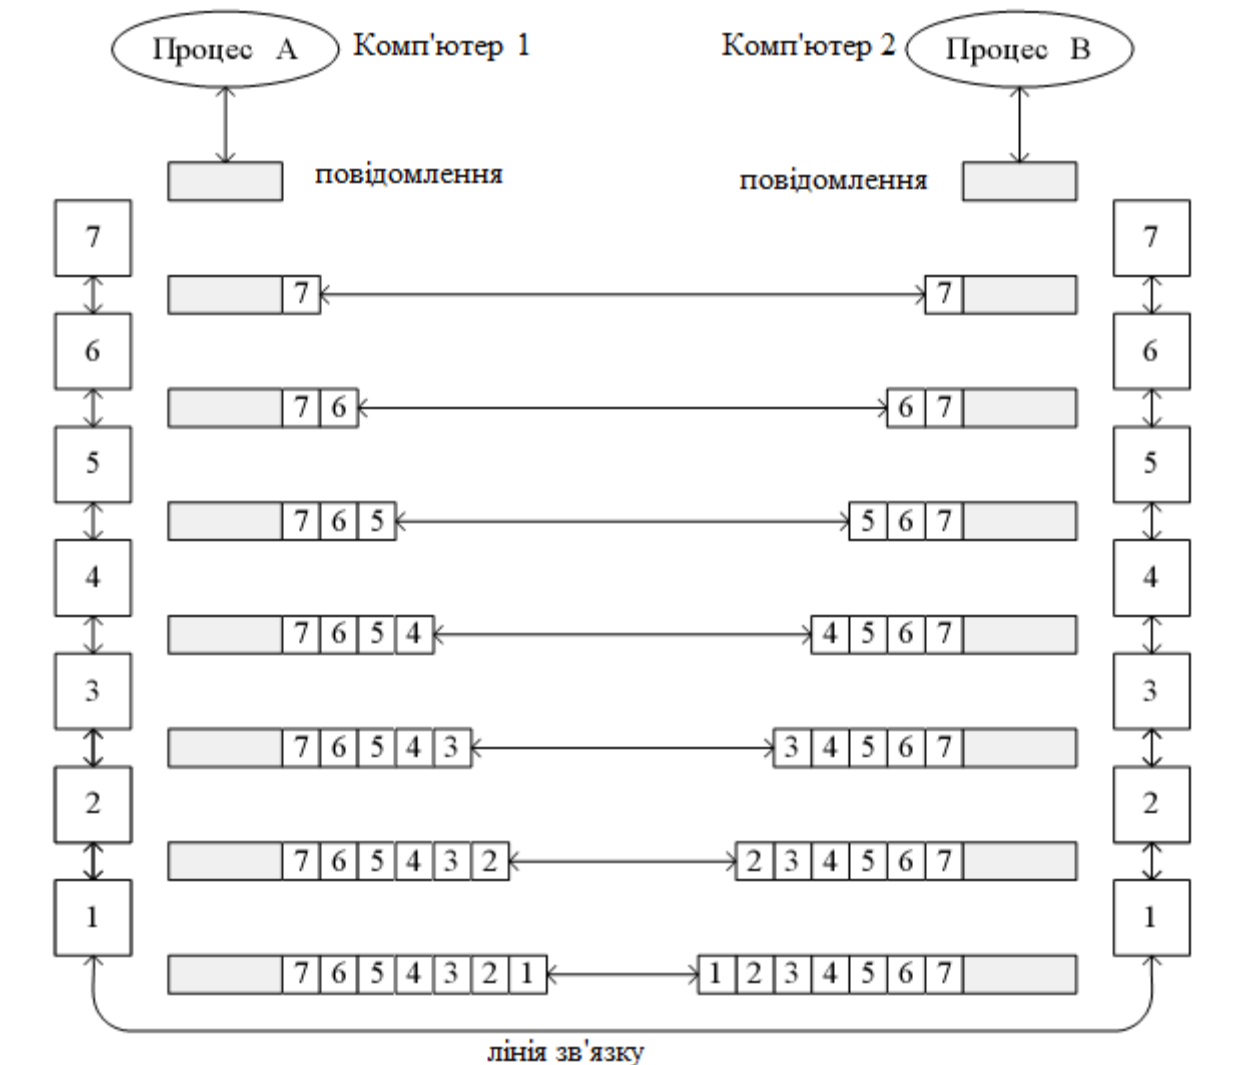 Процес А Комп'ютер 1 Комп'ютер 2 Процес В
повідомлення повідомлення
7 7
7 7
6 6
7 6 6 7
5 5
7 6 5 5 6 7
4 4
7 6 5 4 4 5 6 7
3 3
7 6 5 4 3 3 4 5 6 7
2 2
7 6 5 4 3 2 2 3 4 5 6 7
1 1
7 6 5 4 3 2 1 1 2 3 4 5 6 7
лінія зв'язку